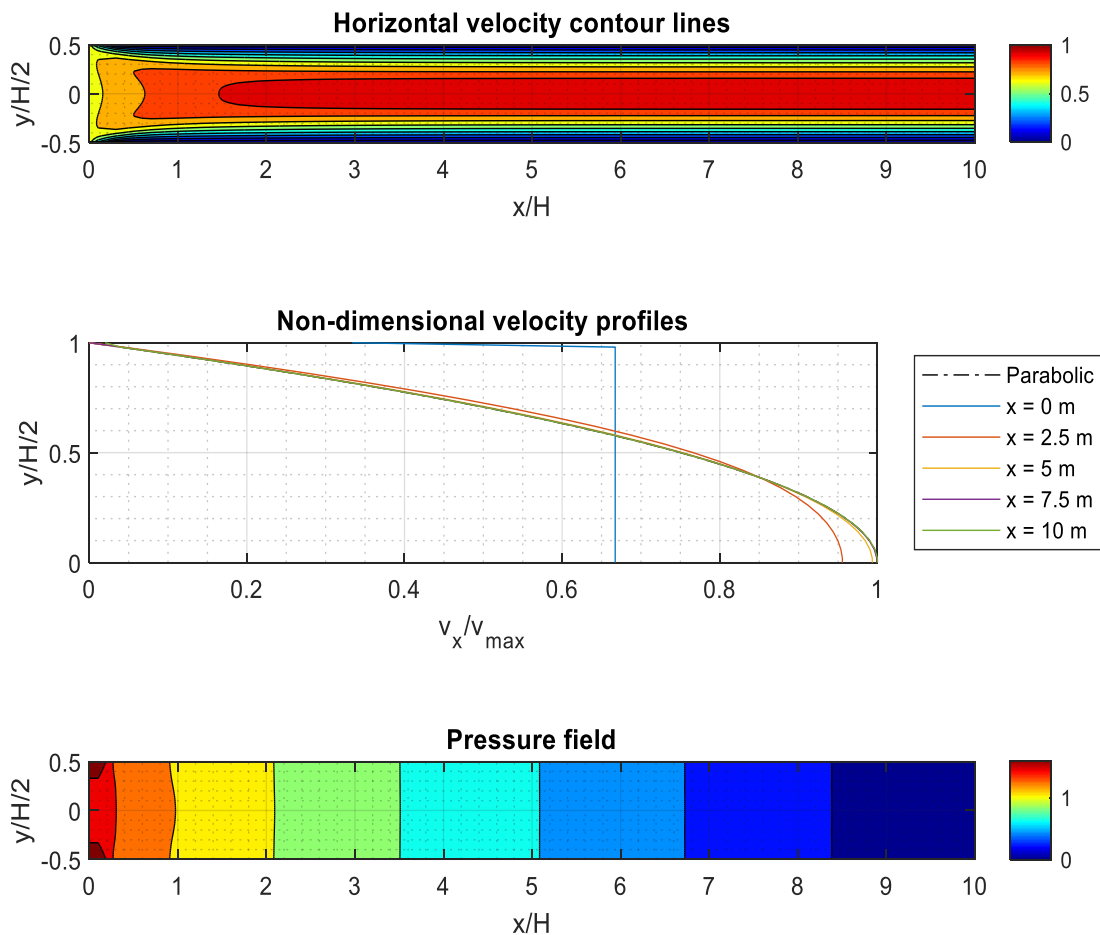 Horizontal velocity contour lines
0.5
0
-0.5
y/H/2
0 1 2 3 4 5 6 7 8 9 10
x/H
1
0.5
0
Non-dimensional velocity profiles
1
0.5
0
y/H/2
0 0.2 0.4 0.6 0.8 1
v_x/v_max
Parabolic
x = 0 m
x = 2.5 m
x = 5 m
x = 7.5 m
x = 10 m
Pressure field
0.5
0
-0.5
y/H/2
0 1 2 3 4 5 6 7 8 9 10
x/H
1
0